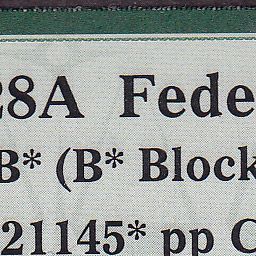 28A Fede
B* (B* Block
21145* pp C